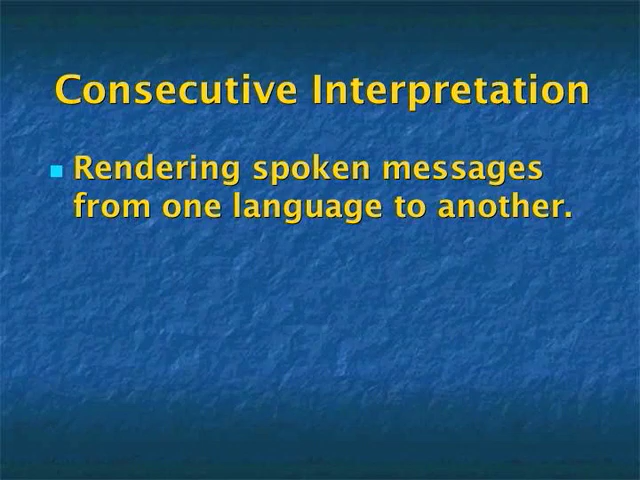 Consecutive Interpretation
Rendering spoken messages
from one language to another.